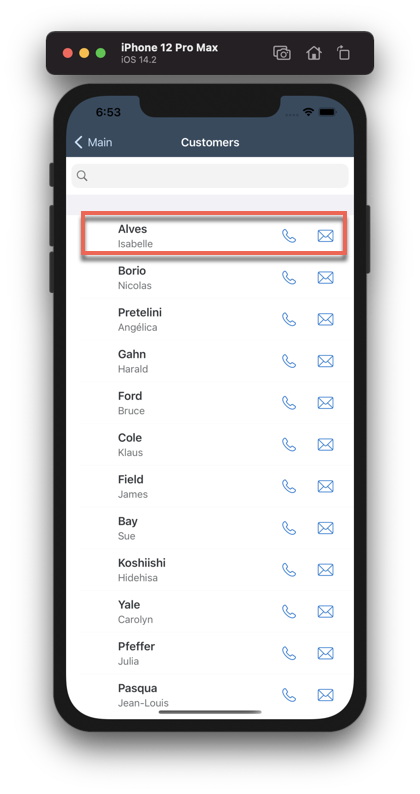 iPhone 12 Pro Max
iOS 14.2
6:53
Main
Customers
Alves
Isabelle
Borio
Nicolas
Pretelini
Angélica
Gahn
Harald
Ford
Bruce
Cole
Klaus
Field
James
Bay
Sue
Koshiishi
Hidehisa
Yale
Carolyn
Pfeffer
Julia
Pasqua
Jean-Louis